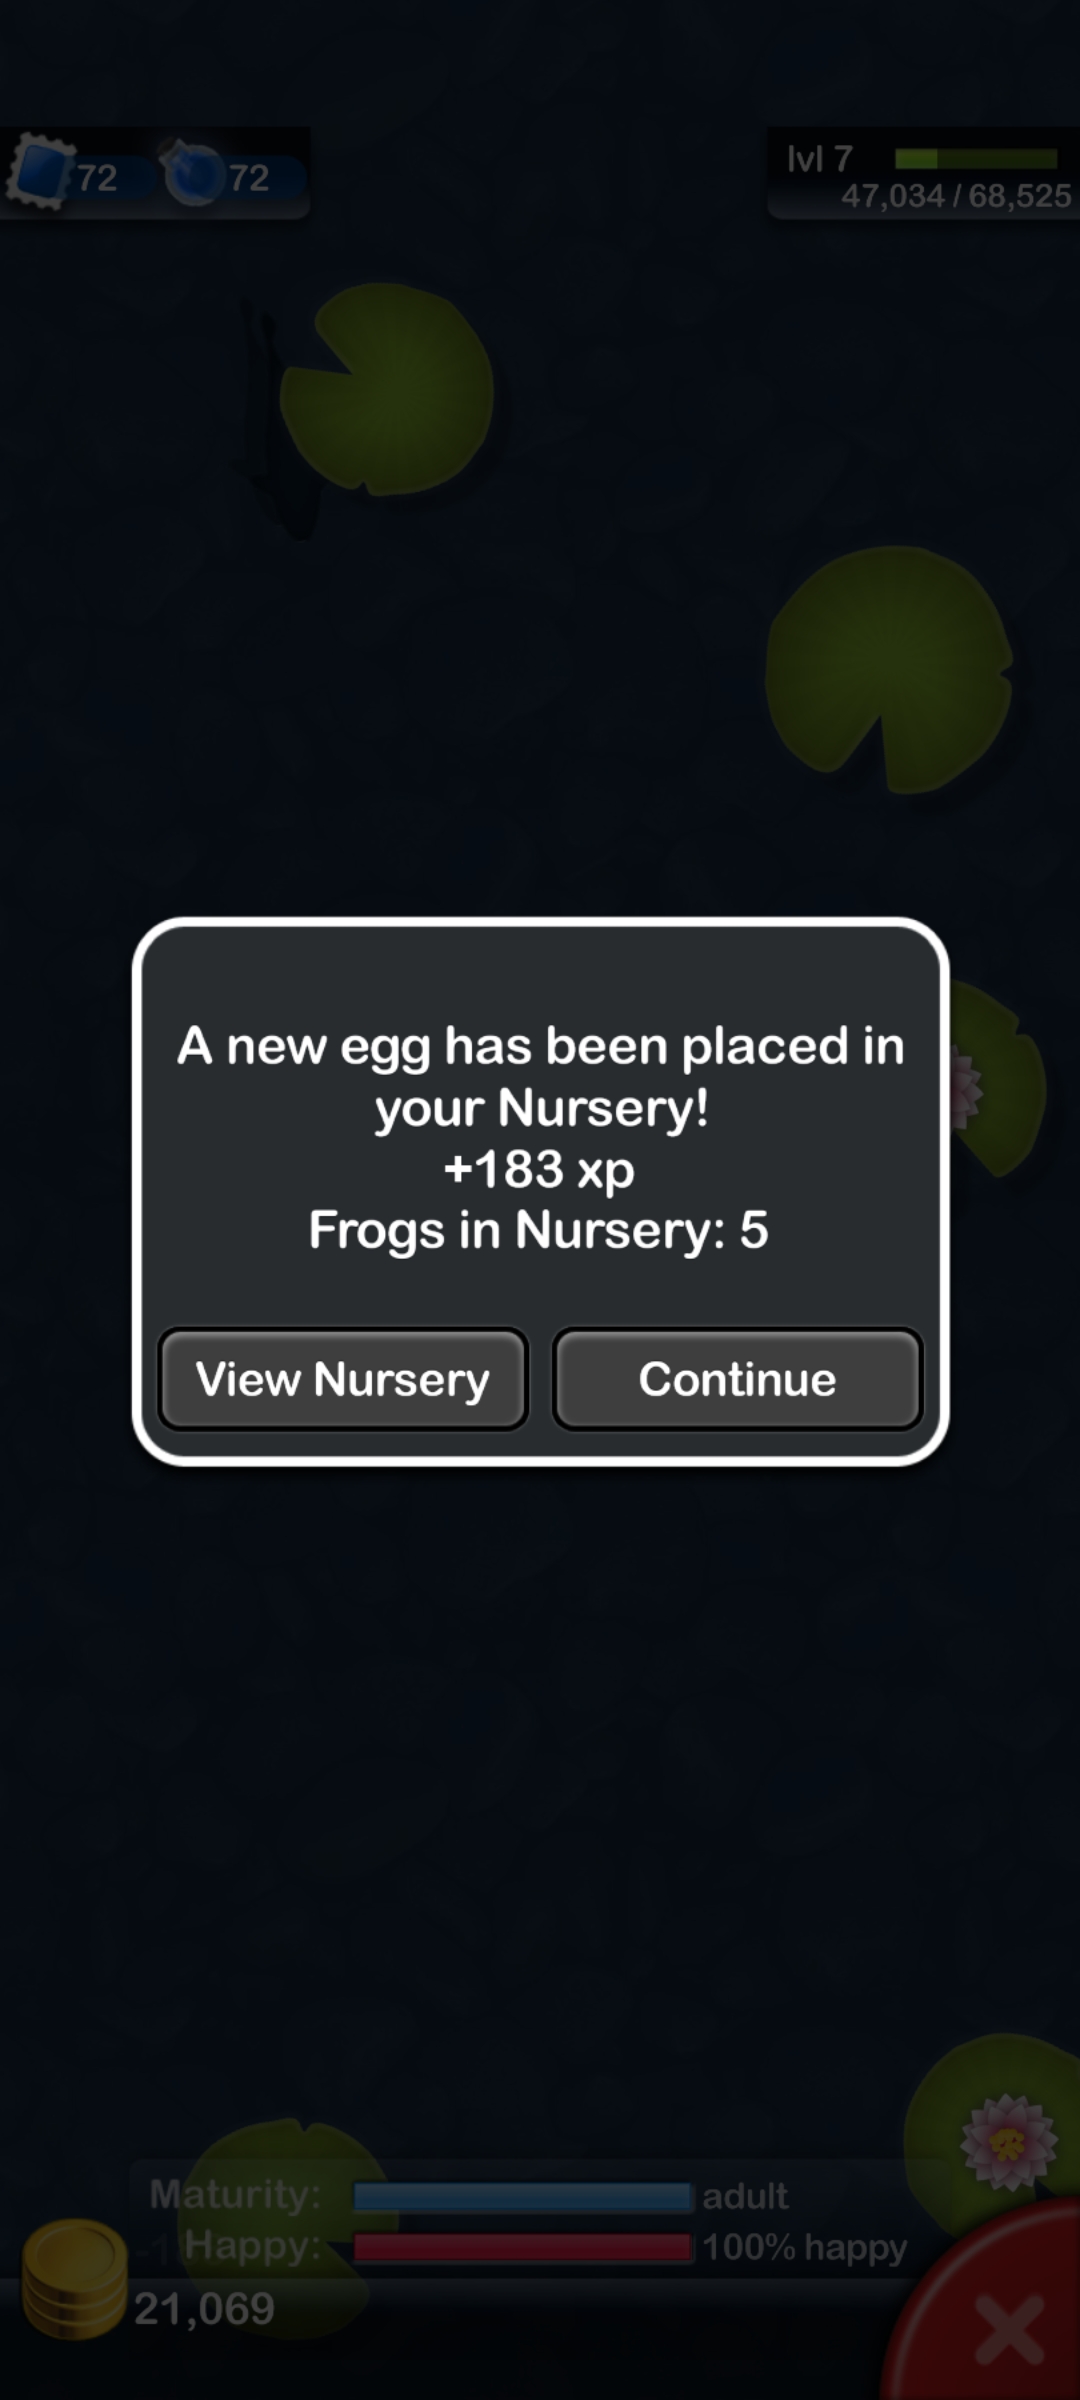 72 72
lvl 7
47,034 / 68,525
A new egg has been placed in
your Nursery!
+183 xp
Frogs in Nursery: 5
View Nursery Continue
Maturity: adult
Happy: 100% happy
21,069